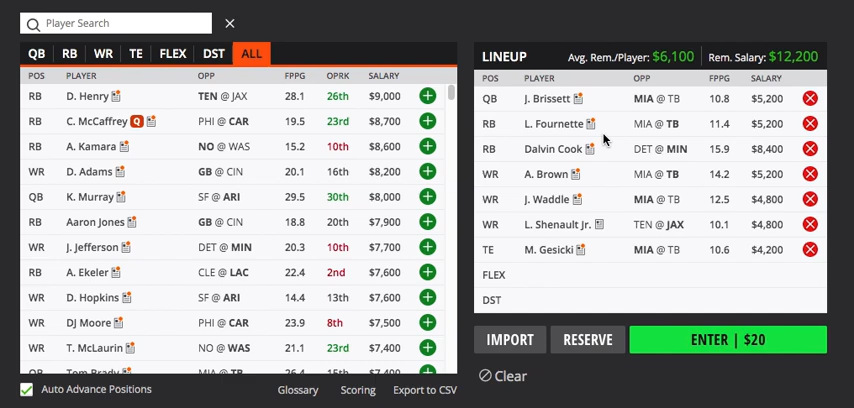 Player Search
QB RB WR TE FLEX DST ALL
POS PLAYER OPP FPPG OPRK SALARY
RB D. Henry TEN @ JAX 28.1 26th $9,000
RB C. McCaffrey Q PHI @ CAR 19.5 23rd $8,700
RB A. Kamara NO @ WAS 15.2 10th $8,600
WR D. Adams GB @ CIN 20.1 16th $8,200
QB K. Murray SF @ ARI 29.5 30th $8,000
RB Aaron Jones GB @ CIN 18.8 20th $7,900
WR J. Jefferson DET @ MIN 20.3 10th $7,700
RB A. Ekeler CLE @ LAC 22.4 2nd $7,600
WR D. Hopkins SF @ ARI 14.4 13th $7,600
WR DJ Moore PHI @ CAR 23.9 8th $7,500
WR T. McLaurin NO @ WAS 21.1 23rd $7,400
QB Tom Brady MIA @ TB 26.4 15th $7,400
Auto Advance Positions Glossary Scoring Export to CSV
LINEUP Avg. Rem./Player: $6,100 Rem. Salary: $12,200
POS PLAYER OPP FPPG SALARY
QB J. Brissett MIA @ TB 10.8 $5,200
RB L. Fournette MIA @ TB 11.4 $5,200
RB Dalvin Cook DET @ MIN 15.9 $8,400
WR A. Brown MIA @ TB 14.2 $5,200
WR J. Waddle MIA @ TB 12.5 $4,800
WR L. Shenault Jr. TEN @ JAX 10.1 $4,800
TE M. Gesicki MIA @ TB 10.6 $4,200
FLEX
DST
IMPORT RESERVE ENTER | $20
Clear